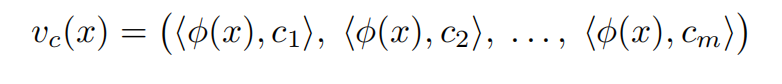 v_c(x) = (⟨ϕ(x), c_1⟩, ⟨ϕ(x), c_2⟩, . . . , ⟨ϕ(x), c_m⟩)